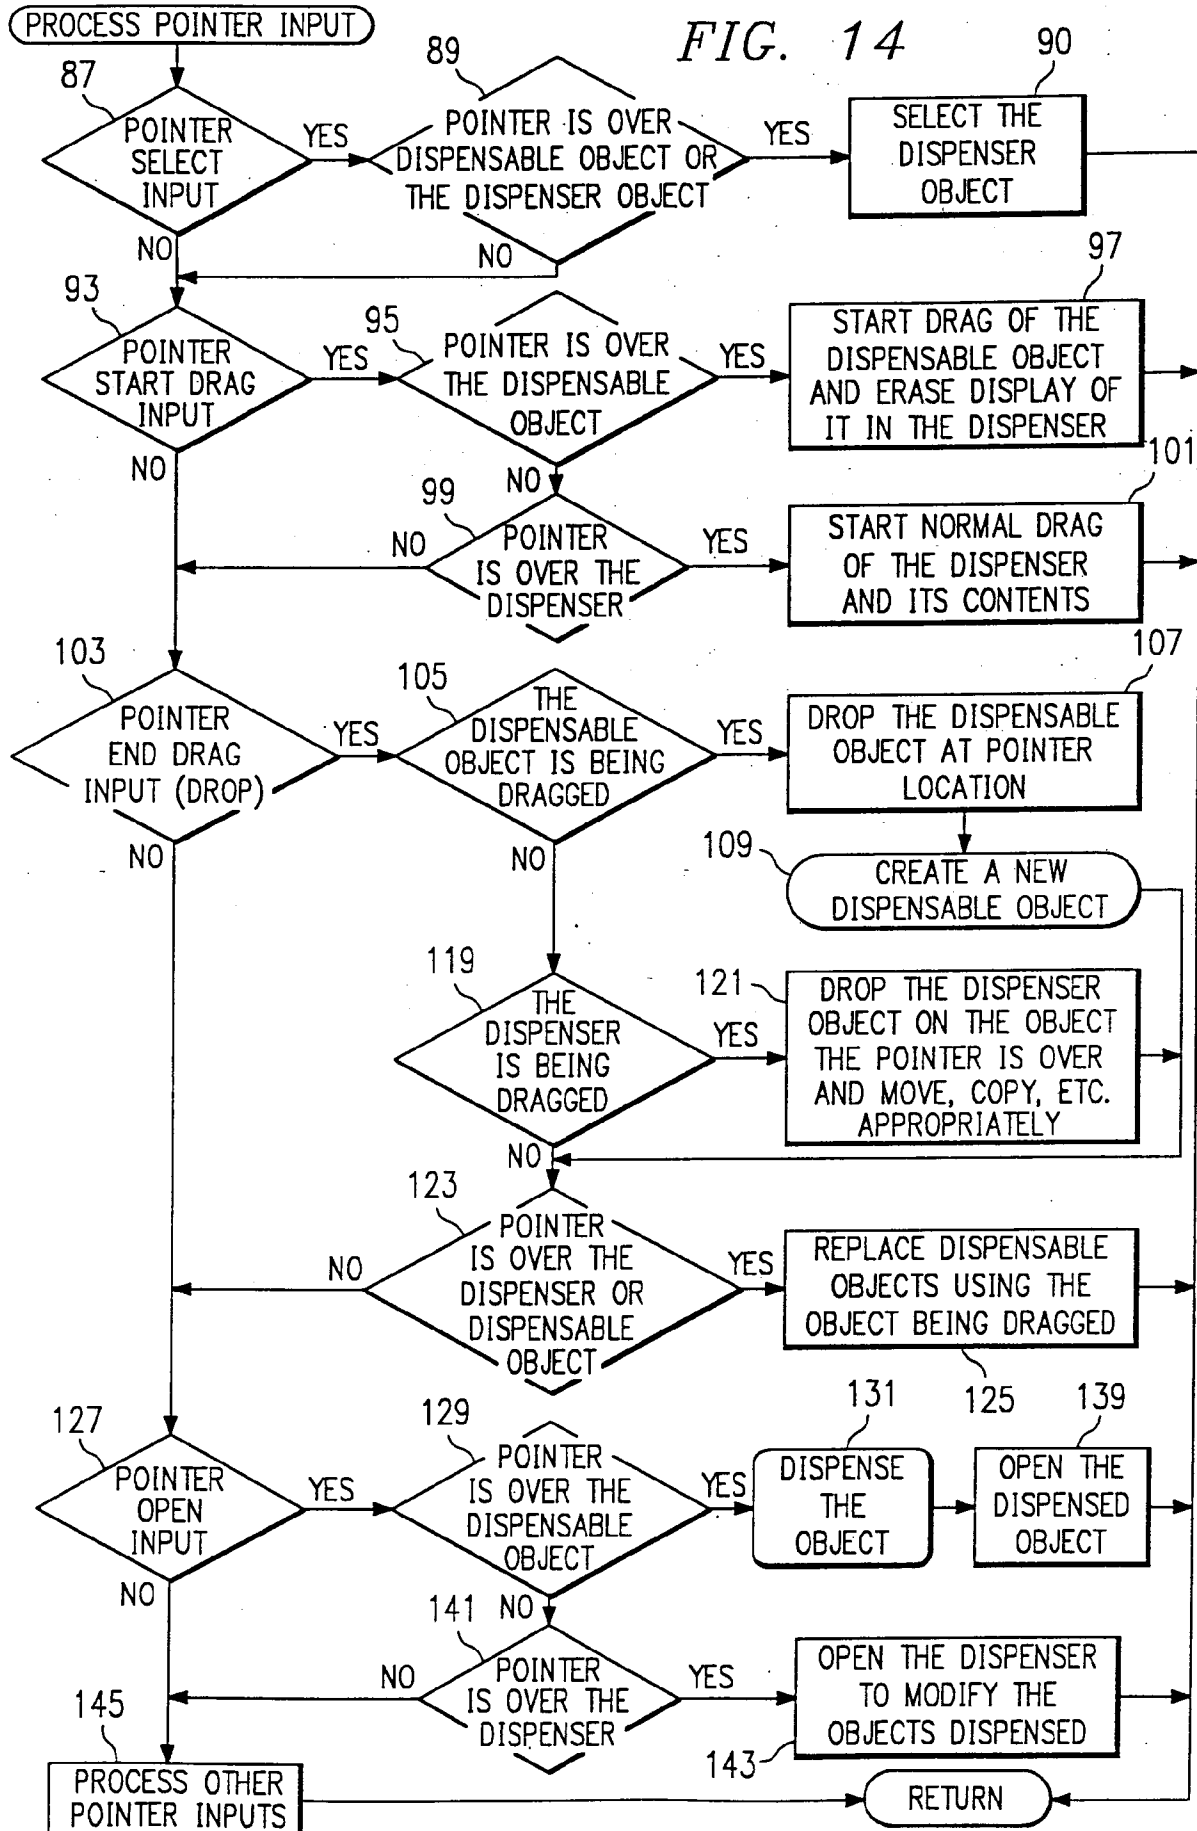 PROCESS POINTER INPUT
FIG. 14
87
POINTER
SELECT
INPUT
YES
NO
89
POINTER IS OVER
DISPENSABLE OBJECT OR
THE DISPENSER OBJECT
YES
NO
90
SELECT THE
DISPENSER
OBJECT
93
POINTER
START DRAG
INPUT
YES
NO
95
POINTER IS OVER
THE DISPENSABLE
OBJECT
YES
NO
97
START DRAG OF THE
DISPENSABLE OBJECT
AND ERASE DISPLAY OF
IT IN THE DISPENSER
99
POINTER
IS OVER THE
DISPENSER
NO
YES
101
START NORMAL DRAG
OF THE DISPENSER
AND ITS CONTENTS
103
POINTER
END DRAG
INPUT (DROP)
YES
NO
105
THE
DISPENSABLE
OBJECT IS BEING
DRAGGED
YES
NO
107
DROP THE DISPENSABLE
OBJECT AT POINTER
LOCATION
109
CREATE A NEW
DISPENSABLE OBJECT
119
THE
DISPENSER
IS BEING
DRAGGED
YES
NO
121
DROP THE DISPENSER
OBJECT ON THE OBJECT
THE POINTER IS OVER
AND MOVE, COPY, ETC.
APPROPRIATELY
123
POINTER
IS OVER THE
DISPENSER OR
DISPENSABLE
OBJECT
NO
YES
REPLACE DISPENSABLE
OBJECTS USING THE
OBJECT BEING DRAGGED
125
127
POINTER
OPEN
INPUT
YES
NO
129
POINTER
IS OVER THE
DISPENSABLE
OBJECT
YES
NO
131
DISPENSE
THE
OBJECT
139
OPEN THE
DISPENSED
OBJECT
141
POINTER
IS OVER THE
DISPENSER
NO
YES
OPEN THE DISPENSER
TO MODIFY THE
OBJECTS DISPENSED
143
145
PROCESS OTHER
POINTER INPUTS
RETURN